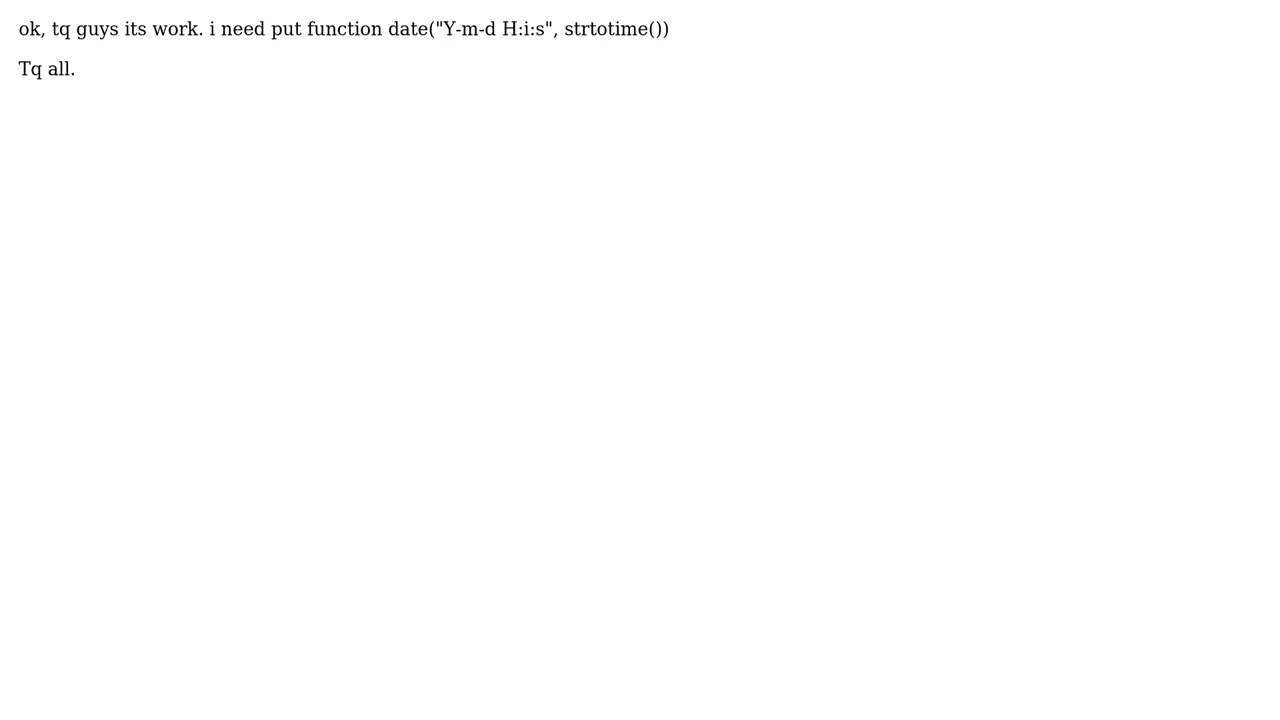 ok, tq guys its work. i need put function date("Y-m-d H:i:s", strtotime())
Tq all.